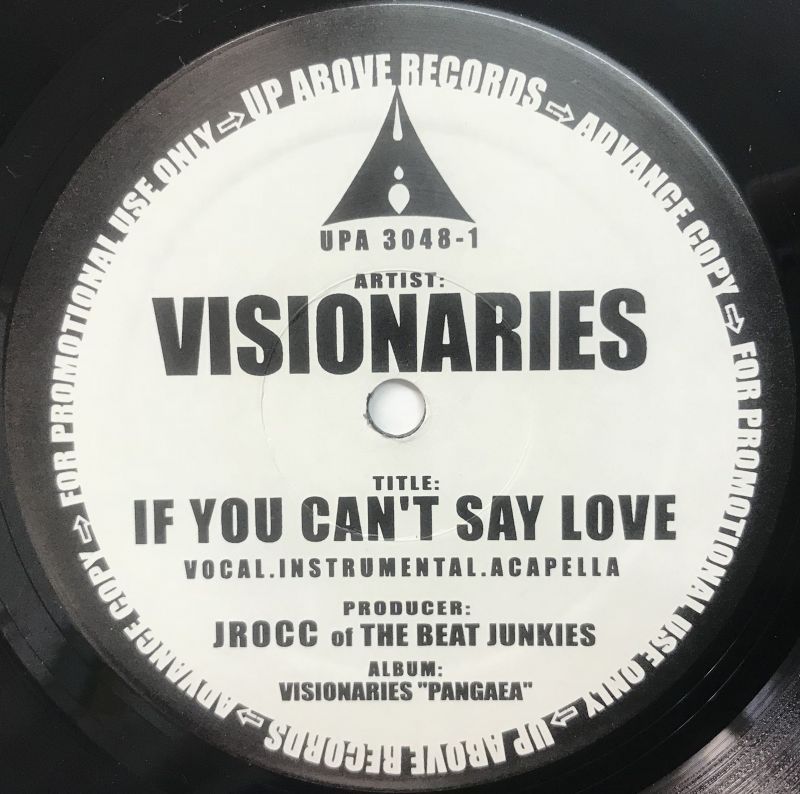 UP ABOVE RECORDS ⇨ ADVANCE COPY ⇨ FOR PROMOTIONAL USE ONLY ⇨ UP ABOVE RECORDS ⇨ ADVANCE COPY ⇨ FOR PROMOTIONAL USE ONLY ⇨
UPA 3048-1
ARTIST:
VISIONARIES
TITLE:
IF YOU CAN'T SAY LOVE
VOCAL.INSTRUMENTAL.ACAPELLA
PRODUCER:
JROCC of THE BEAT JUNKIES
ALBUM:
VISIONARIES "PANGAEA"